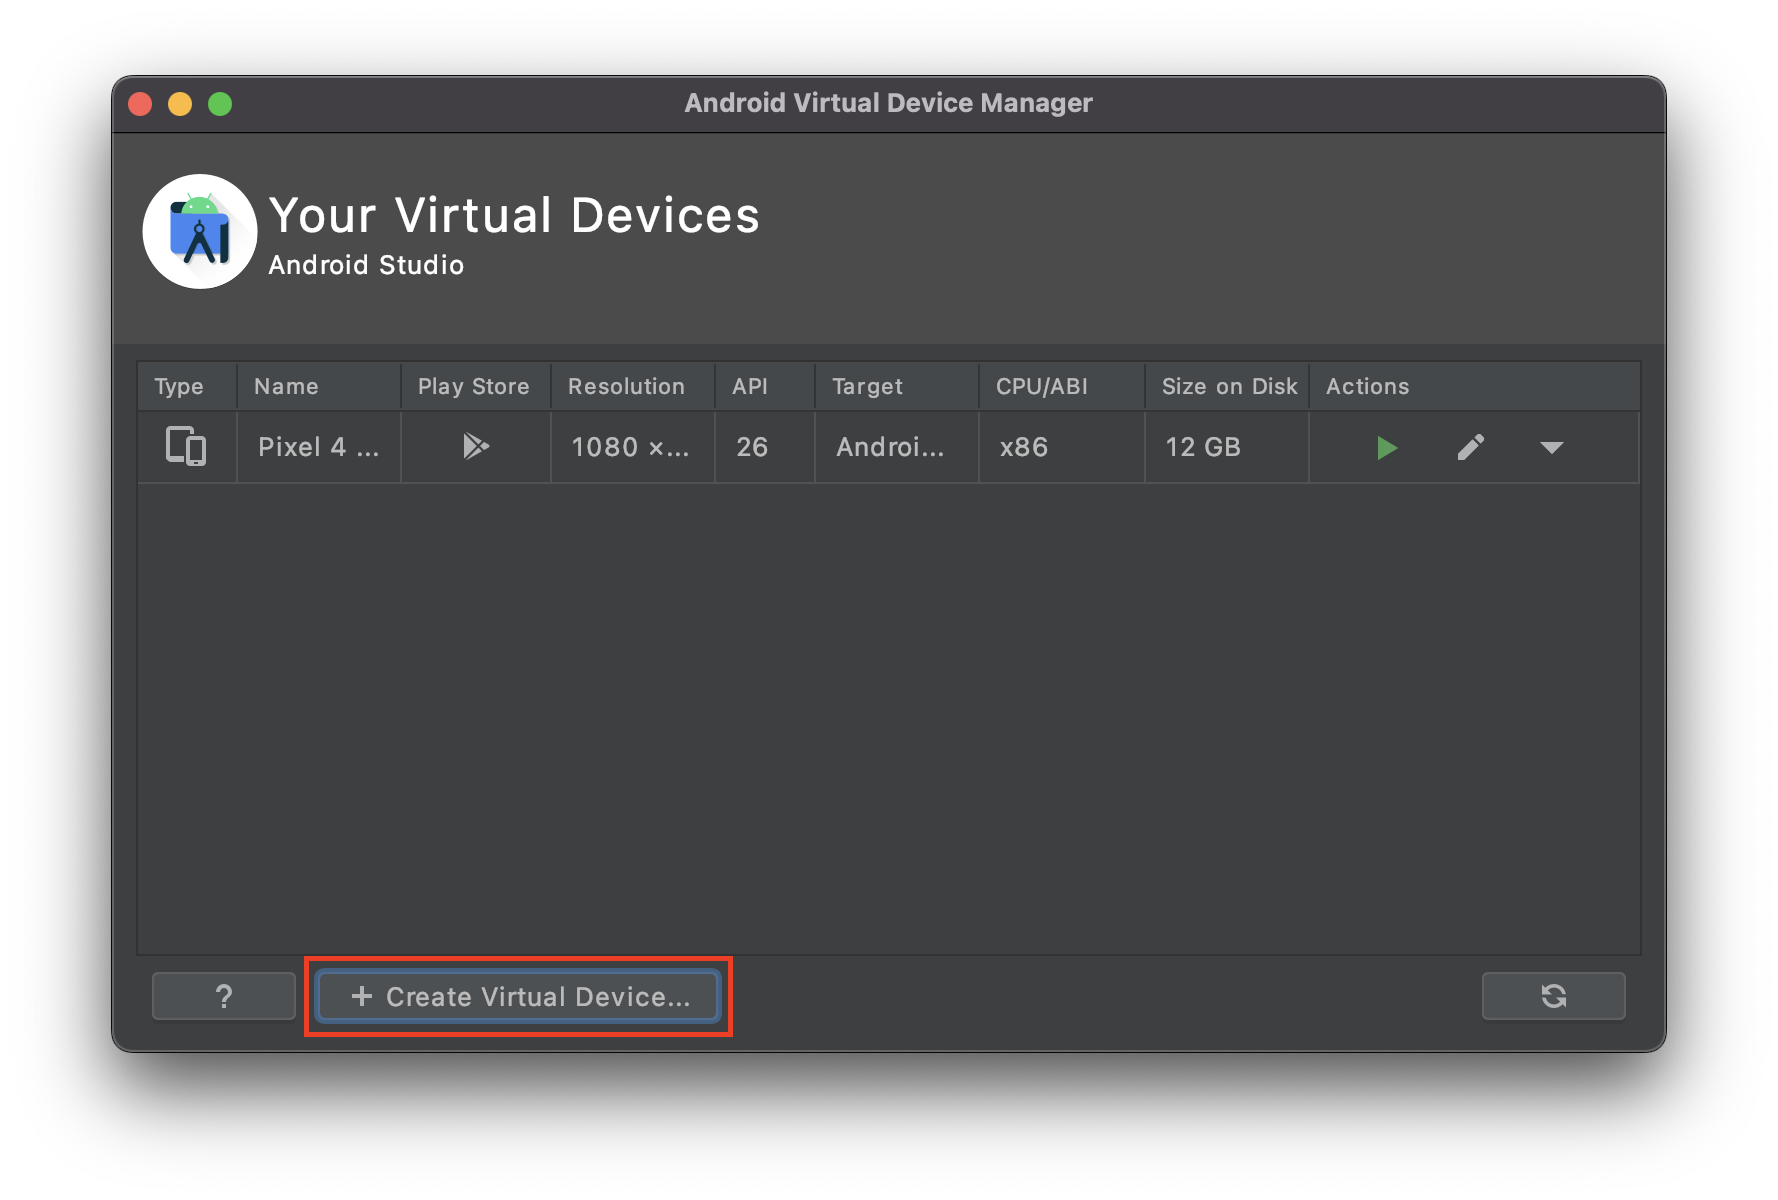 Android Virtual Device Manager
Your Virtual Devices
Android Studio
Type Name Play Store Resolution API Target CPU/ABI Size on Disk Actions
Pixel 4 ... 1080 ×... 26 Androi... x86 12 GB
? + Create Virtual Device...